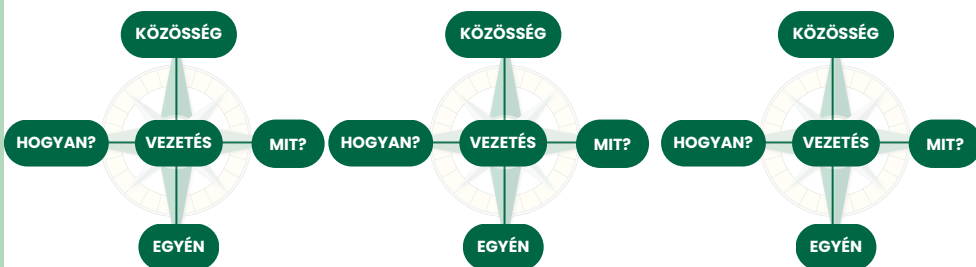 KÖZÖSSÉG KÖZÖSSÉG KÖZÖSSÉG
HOGYAN? VEZETÉS MIT? HOGYAN? VEZETÉS MIT? HOGYAN? VEZETÉS MIT?
EGYÉN EGYÉN EGYÉN